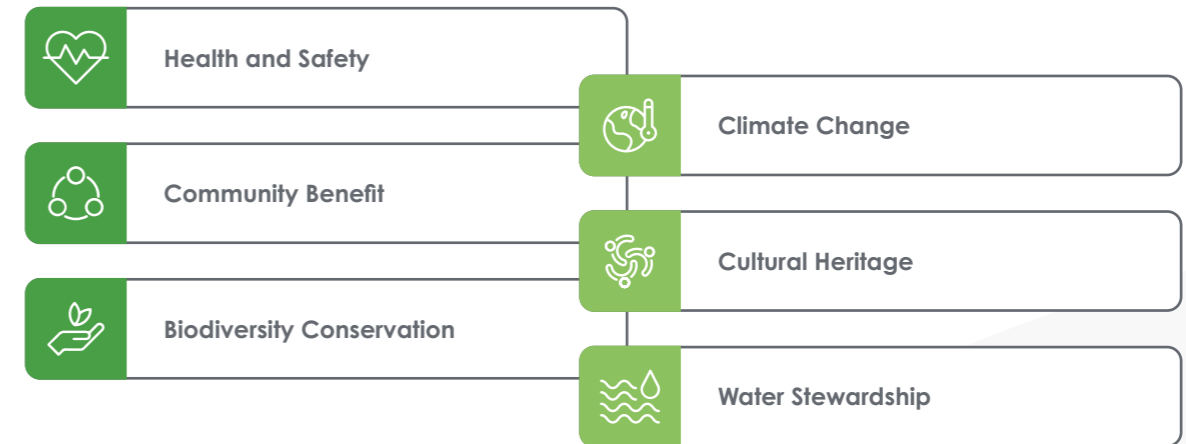 Health and Safety
Climate Change
Community Benefit
Cultural Heritage
Biodiversity Conservation
Water Stewardship